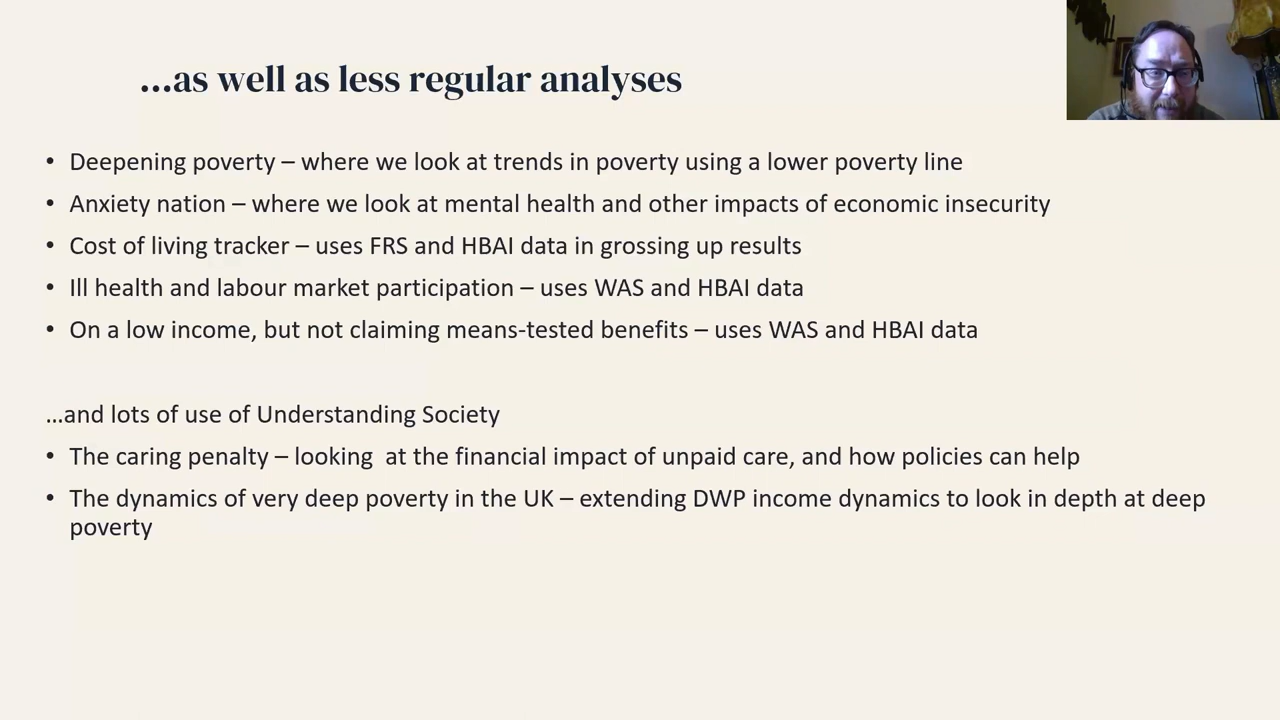 ...as well as less regular analyses
• Deepening poverty – where we look at trends in poverty using a lower poverty line
• Anxiety nation – where we look at mental health and other impacts of economic insecurity
• Cost of living tracker – uses FRS and HBAI data in grossing up results
• Ill health and labour market participation – uses WAS and HBAI data
• On a low income, but not claiming means-tested benefits – uses WAS and HBAI data
...and lots of use of Understanding Society
• The caring penalty – looking  at the financial impact of unpaid care, and how policies can help
• The dynamics of very deep poverty in the UK – extending DWP income dynamics to look in depth at deep
poverty